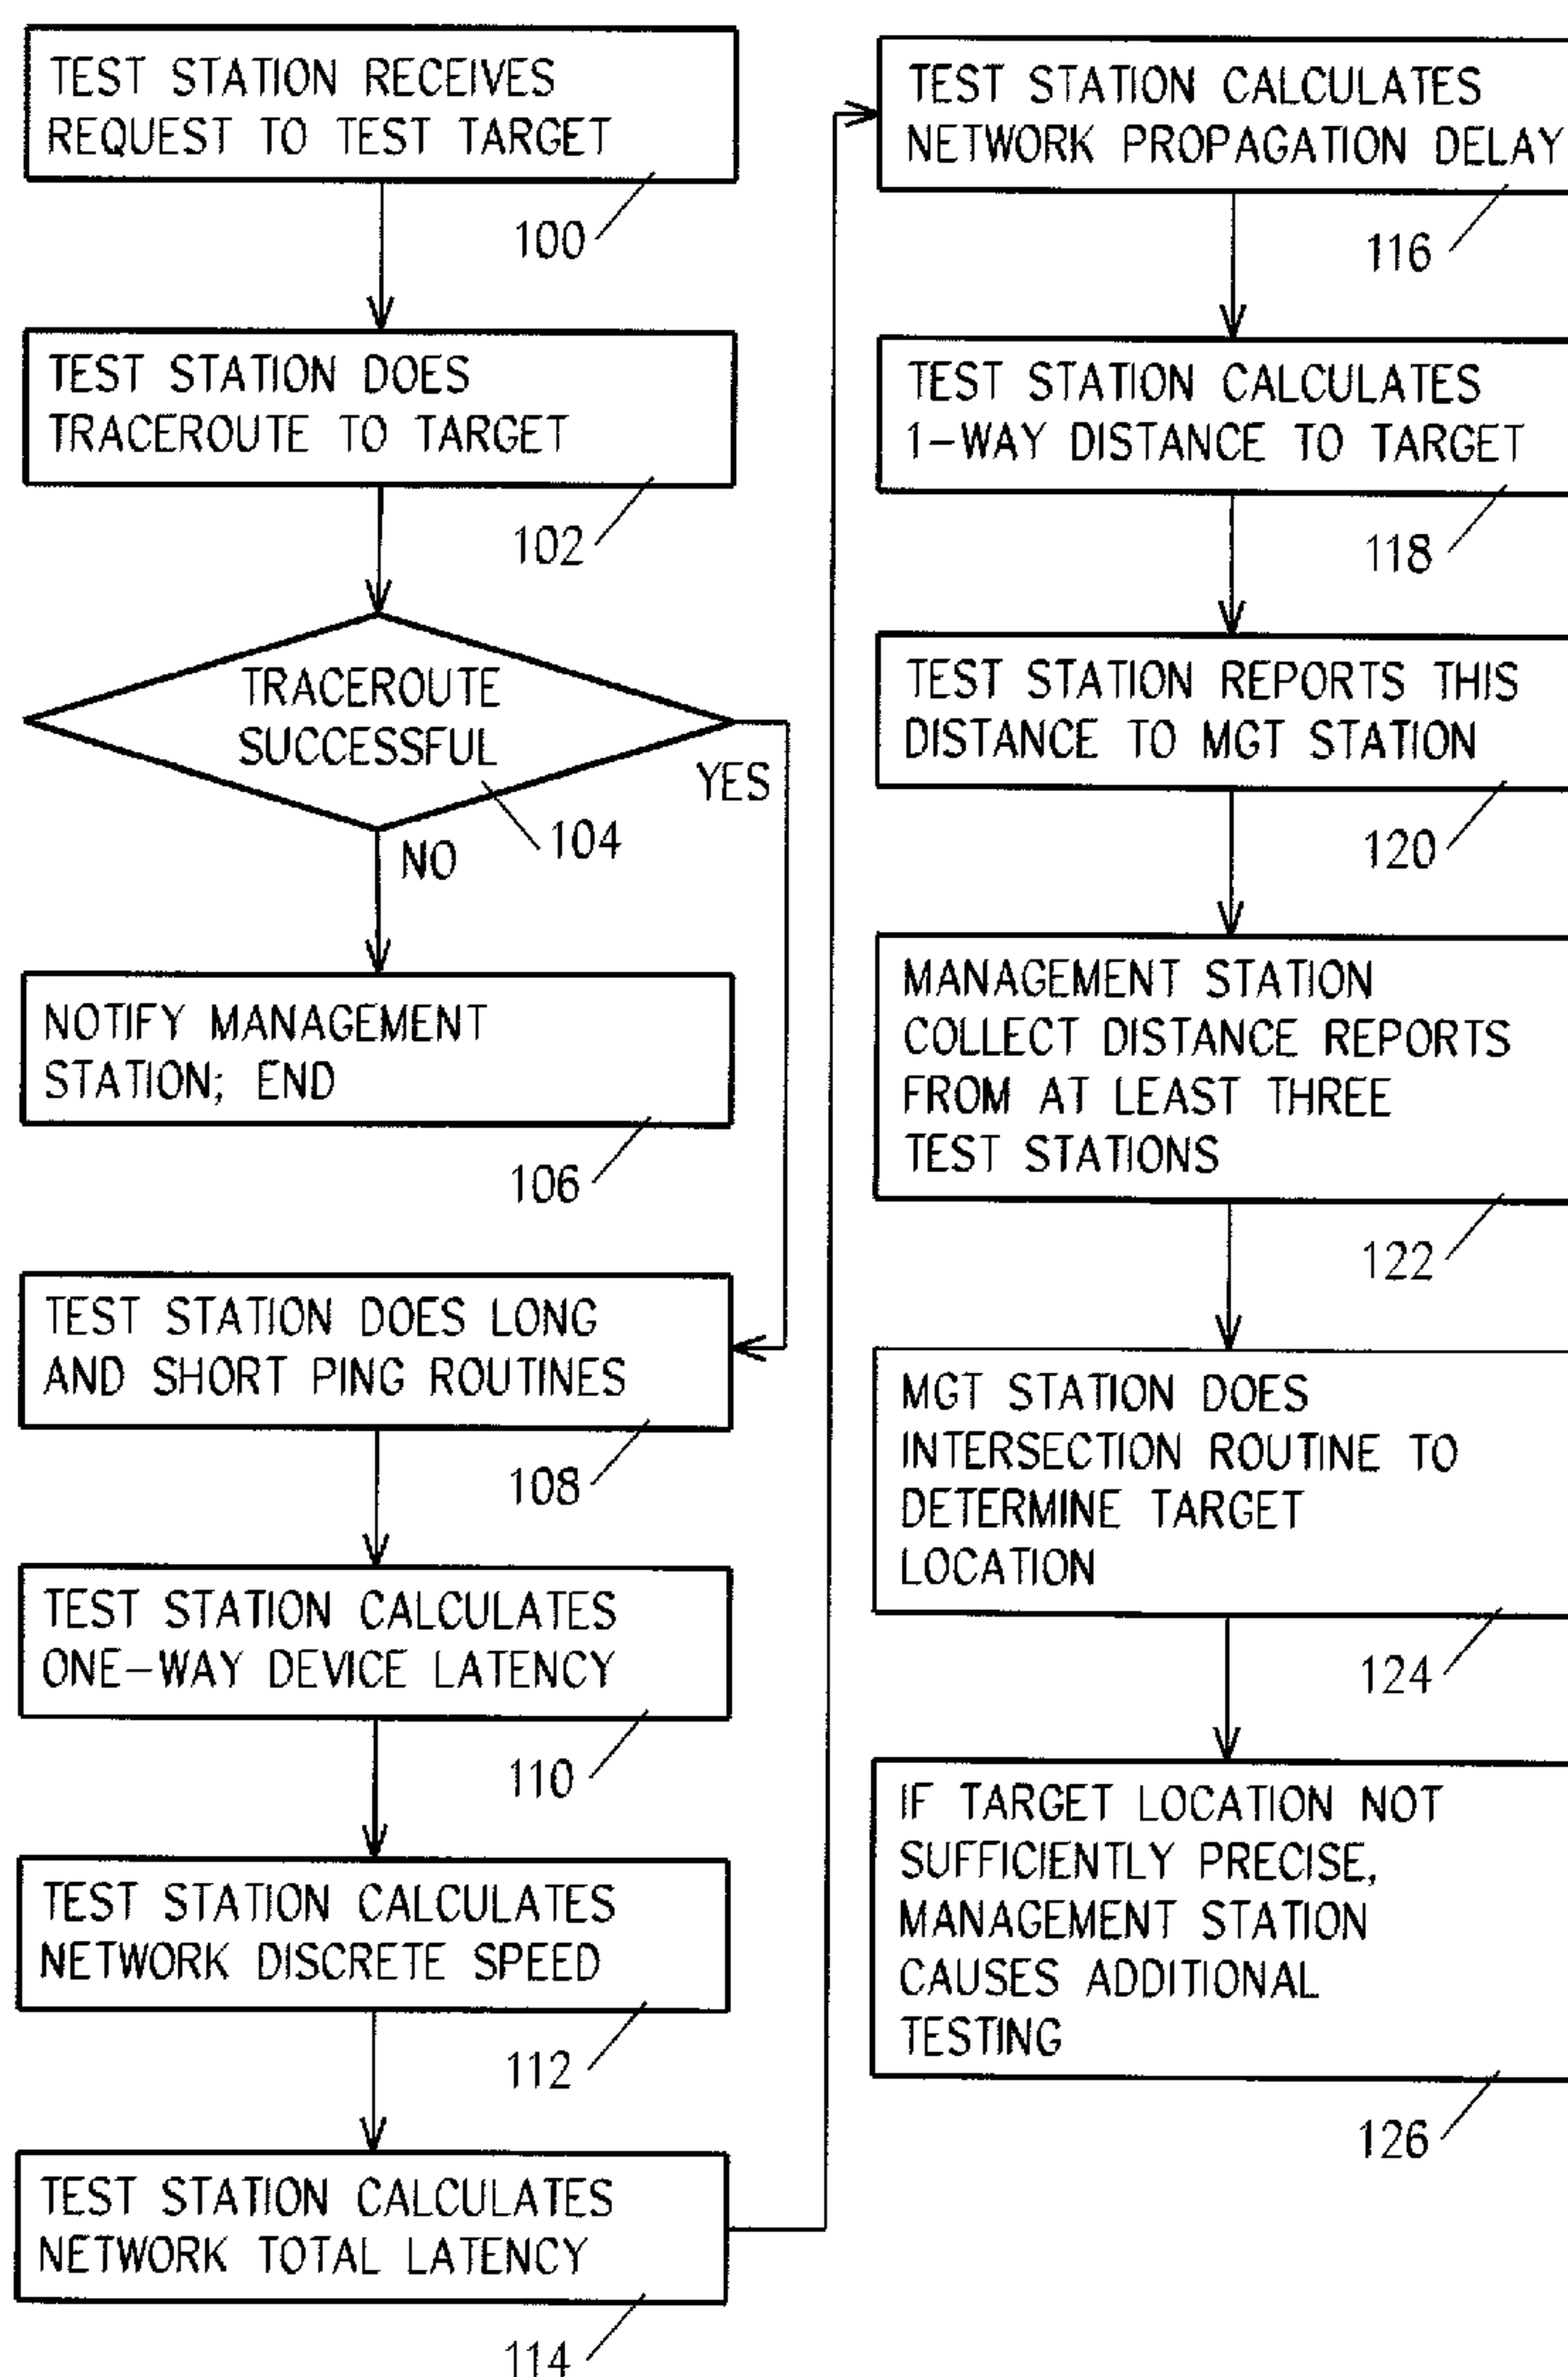 TEST STATION RECEIVES
REQUEST TO TEST TARGET
100
TEST STATION DOES
TRACEROUTE TO TARGET
102
TRACEROUTE
SUCCESSFUL
YES
104
NO
NOTIFY MANAGEMENT
STATION; END
106
TEST STATION DOES LONG
AND SHORT PING ROUTINES
108
TEST STATION CALCULATES
ONE-WAY DEVICE LATENCY
110
TEST STATION CALCULATES
NETWORK DISCRETE SPEED
112
TEST STATION CALCULATES
NETWORK TOTAL LATENCY
114
TEST STATION CALCULATES
NETWORK PROPAGATION DELAY
116
TEST STATION CALCULATES
1-WAY DISTANCE TO TARGET
118
TEST STATION REPORTS THIS
DISTANCE TO MGT STATION
120
MANAGEMENT STATION
COLLECT DISTANCE REPORTS
FROM AT LEAST THREE
TEST STATIONS
122
MGT STATION DOES
INTERSECTION ROUTINE TO
DETERMINE TARGET
LOCATION
124
IF TARGET LOCATION NOT
SUFFICIENTLY PRECISE,
MANAGEMENT STATION
CAUSES ADDITIONAL
TESTING
126